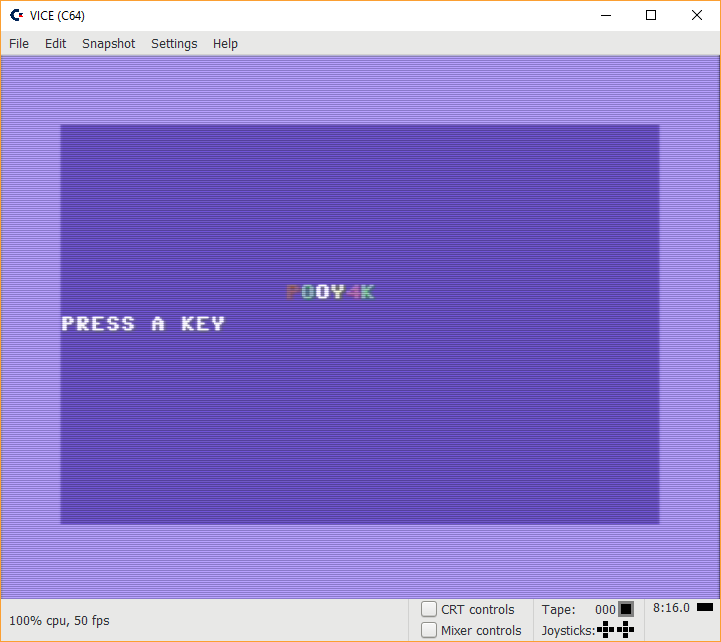 VICE (C64)
File Edit Snapshot Settings Help
POOY4K
PRESS A KEY
100% cpu, 50 fps
CRT controls
Mixer controls
Tape: 000
Joysticks:
8:16.0